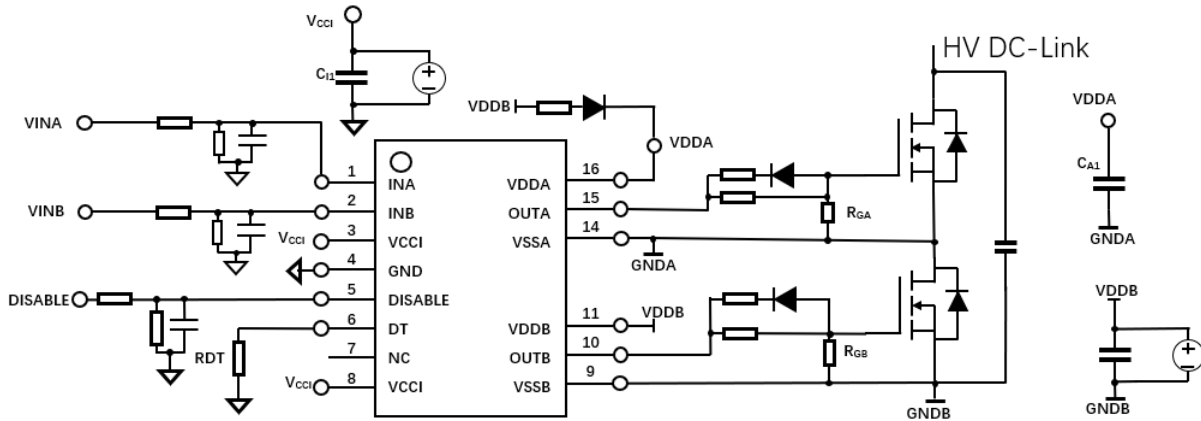 VCCI
HV DC-Link
CI1
VDDB
VDDA
VDDA
VINA
CA1
1
INA
VDDA
16
2
INB
OUTA
15
RGA
VINB
3
VCCI
VCCI
VSSA
14
GNDA
GNDA
4
GND
DISABLE
5
DISABLE
VDDB
11
VDDB
VDDB
6
DT
OUTB
10
RGB
RDT
7
NC
VSSB
9
VCCI
8
VCCI
GNDB
GNDB